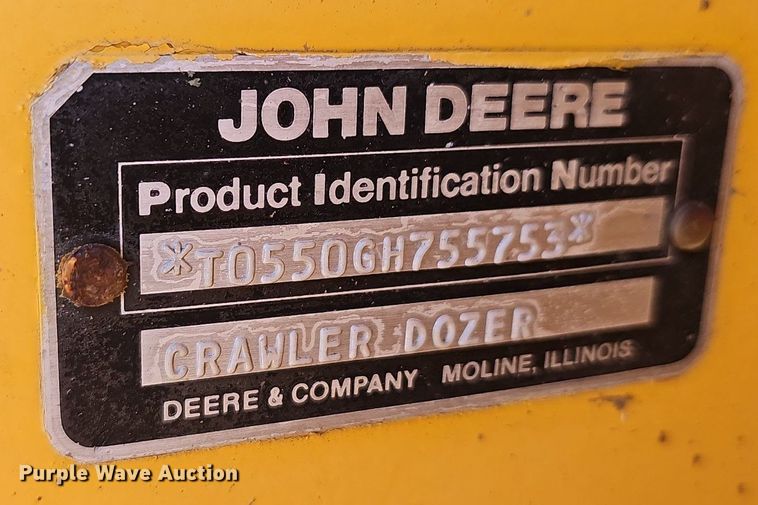 JOHN DEERE
Product Identification Number
*T0550GH755753*
CRAWLER DOZER
DEERE & COMPANY MOLINE, ILLINOIS
Purple Wave Auction